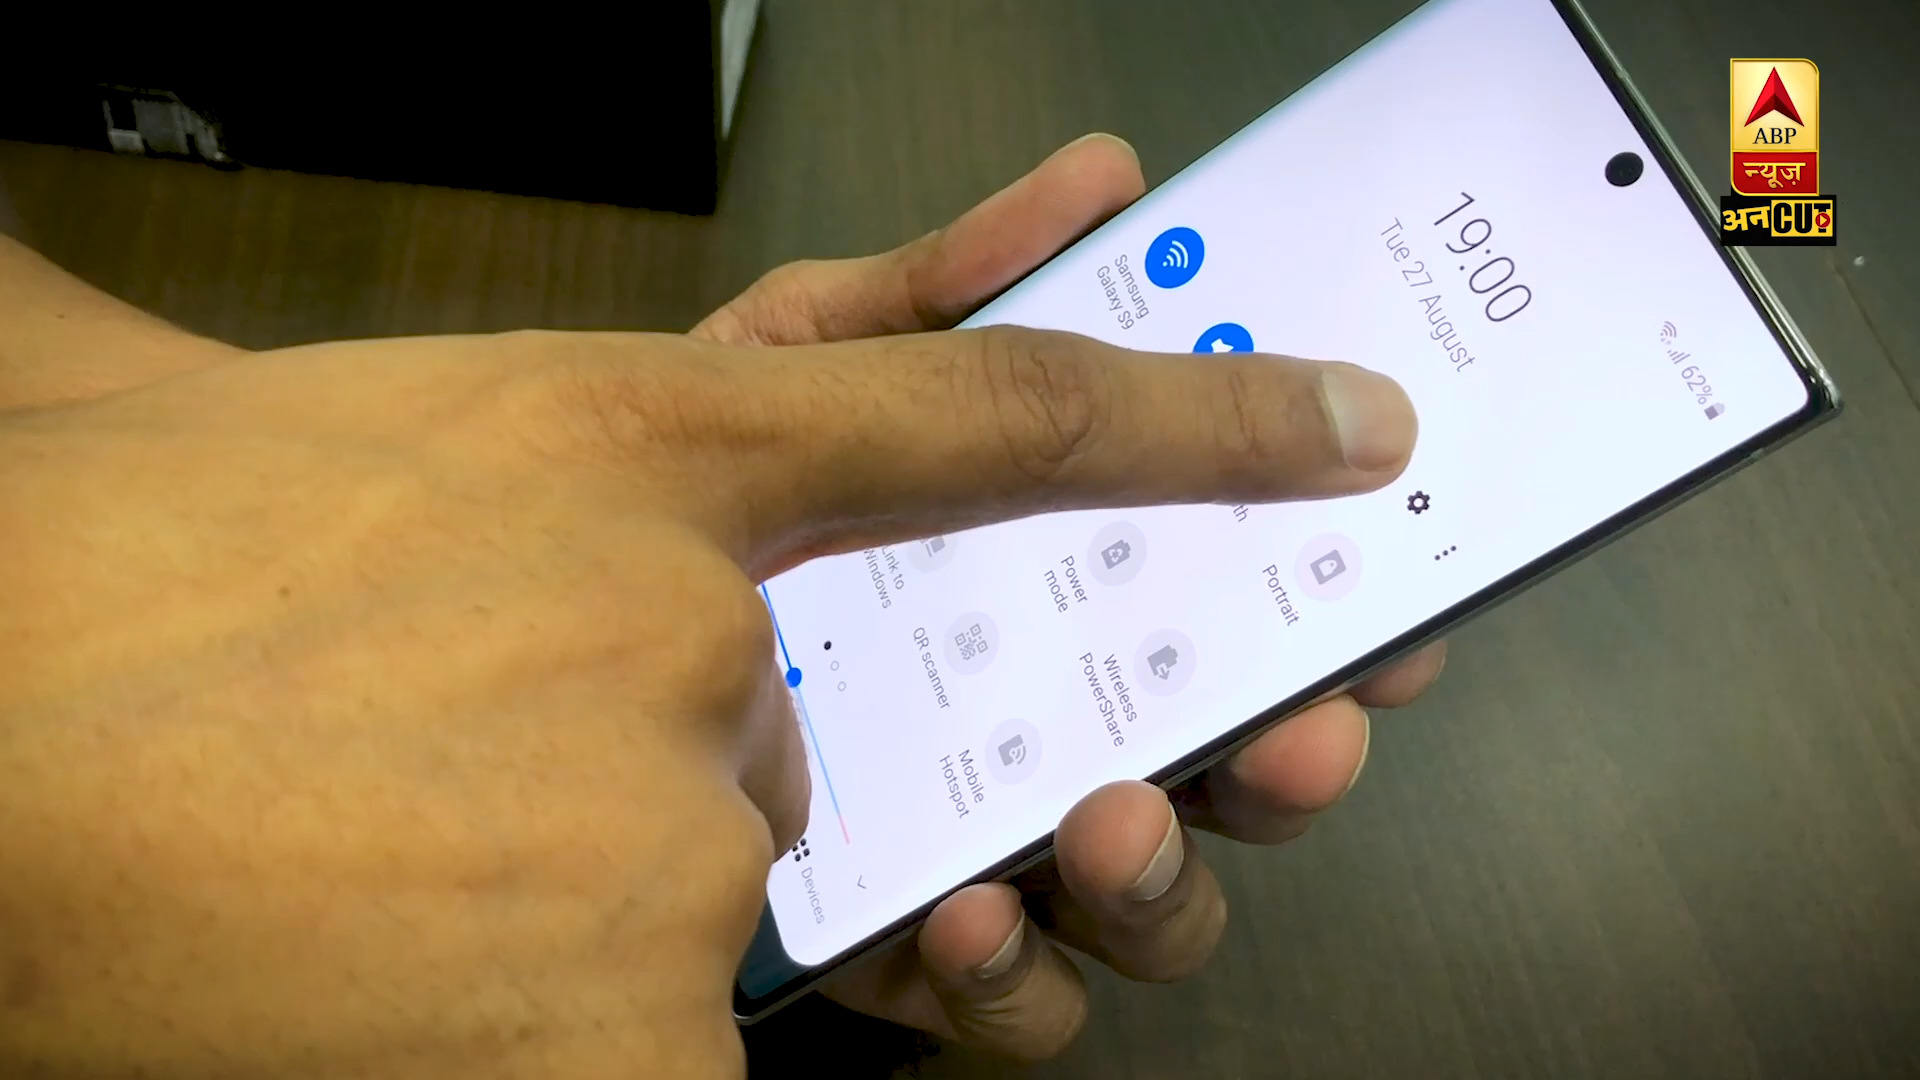 ABP
न्यूज़
अनCUT
62%
19:00
Tue 27 August
Samsung
Galaxy S9
th
Portrait
Link to
Windows
Power
mode
QR scanner
Wireless
PowerShare
Mobile
Hotspot
Devices